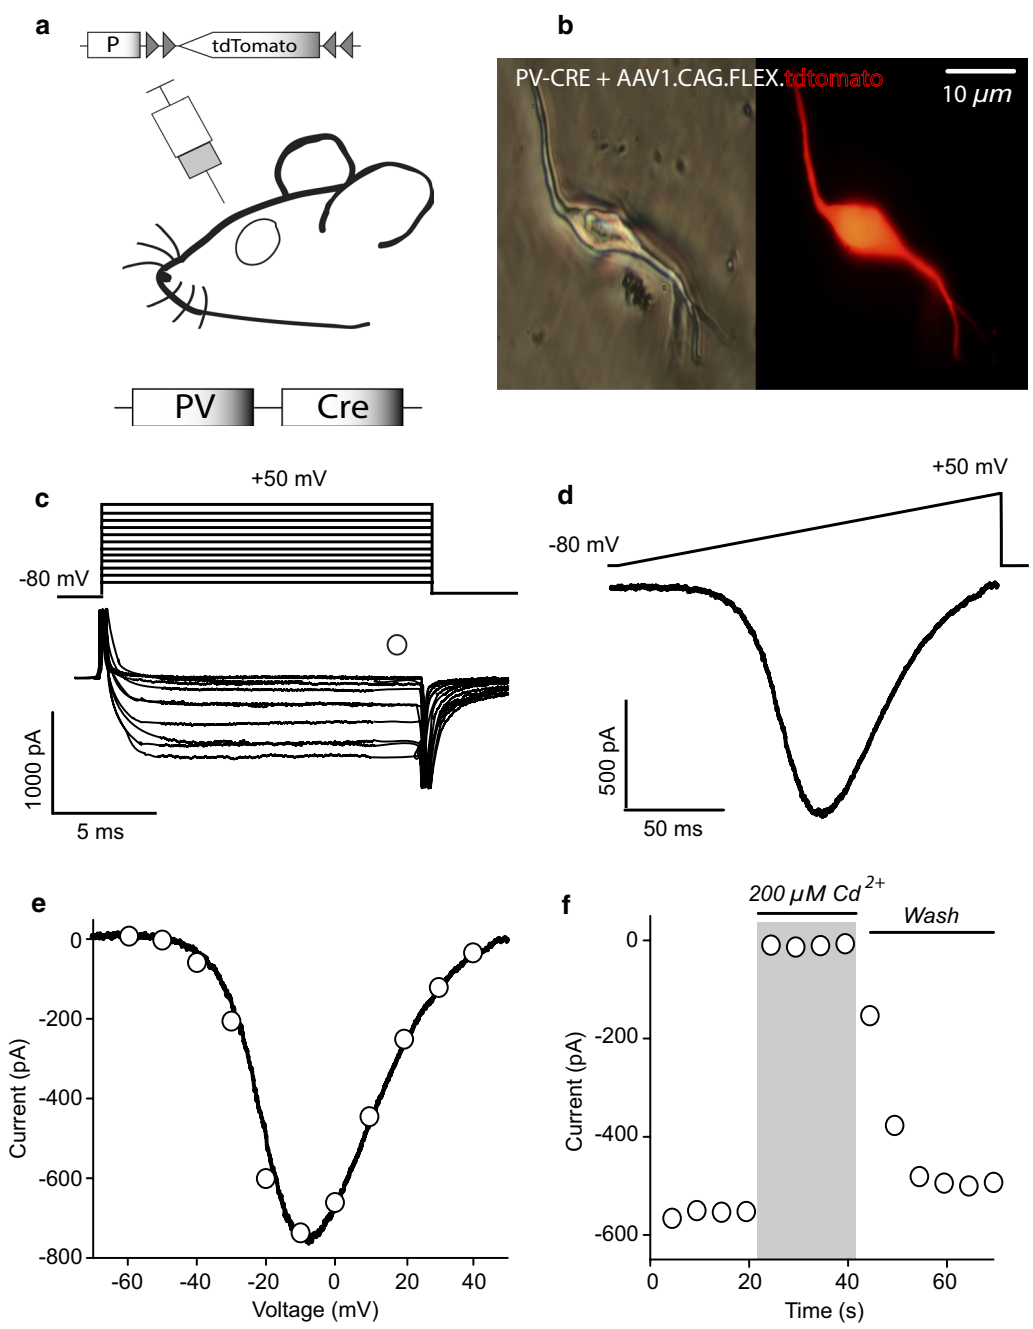 a
P
tdTomato
PV
Cre
b
PV-CRE + AAV1.CAG.FLEX.tdtomato
10 µm
c
+50 mV
-80 mV
1000 pA
5 ms
d
+50 mV
-80 mV
500 pA
50 ms
e
0
-200
-400
-600
-800
Current (pA)
-60
-40
-20
0
20
40
Voltage (mV)
f
200 µM Cd 2+
Wash
0
-200
-400
-600
Current (pA)
0
20
40
60
Time (s)